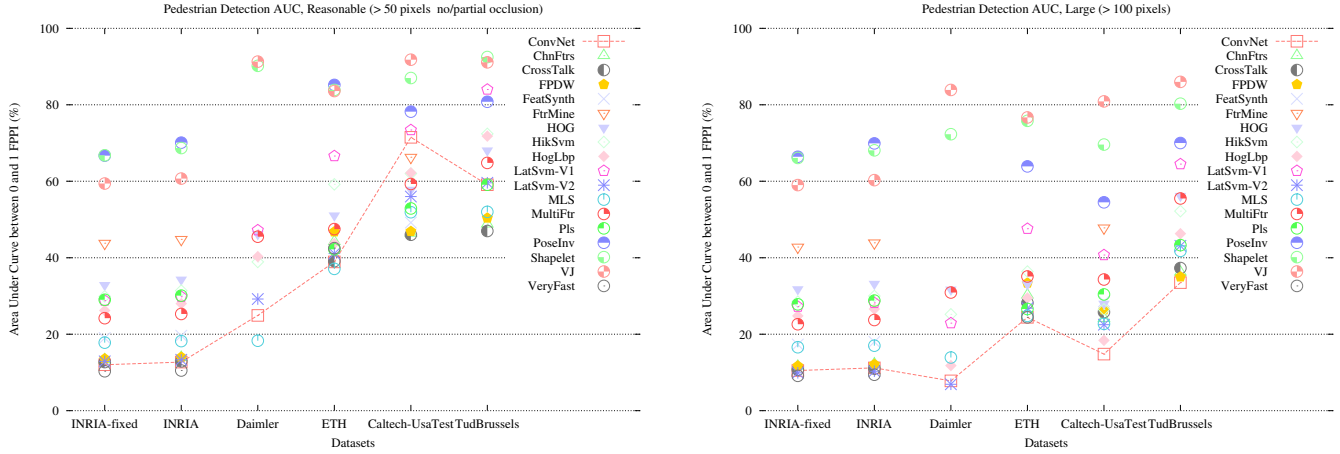 Pedestrian Detection AUC, Reasonable (> 50 pixels no/partial occlusion)
100
80
60
40
20
0
Area Under Curve between 0 and 1 FPPI (%)
INRIA-fixed INRIA Daimler ETH Caltech-UsaTest TudBrussels
Datasets
ConvNet
ChnFtrs
CrossTalk
FPDW
FeatSynth
FtrMine
HOG
HikSvm
HogLbp
LatSvm-V1
LatSvm-V2
MLS
MultiFtr
Pls
PoseInv
Shapelet
VJ
VeryFast
Pedestrian Detection AUC, Large (> 100 pixels)
100
80
60
40
20
0
Area Under Curve between 0 and 1 FPPI (%)
INRIA-fixed INRIA Daimler ETH Caltech-UsaTest TudBrussels
Datasets
ConvNet
ChnFtrs
CrossTalk
FPDW
FeatSynth
FtrMine
HOG
HikSvm
HogLbp
LatSvm-V1
LatSvm-V2
MLS
MultiFtr
Pls
PoseInv
Shapelet
VJ
VeryFast